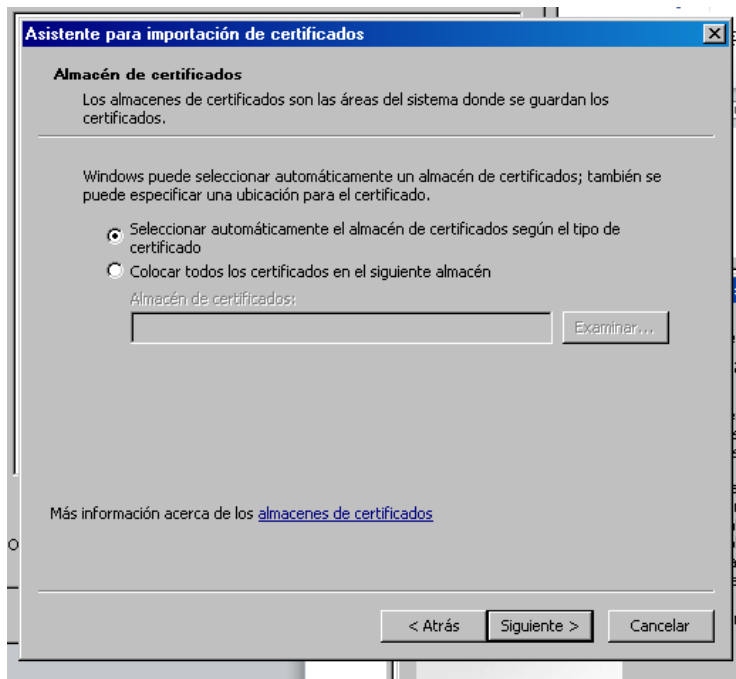 Asistente para importación de certificados
Almacén de certificados
Los almacenes de certificados son las áreas del sistema donde se guardan los
certificados.
Windows puede seleccionar automáticamente un almacén de certificados; también se
puede especificar una ubicación para el certificado.
Seleccionar automáticamente el almacén de certificados según el tipo de
certificado
Colocar todos los certificados en el siguiente almacén
Almacén de certificados:
Examinar...
Más información acerca de los almacenes de certificados
< Atrás
Siguiente >
Cancelar